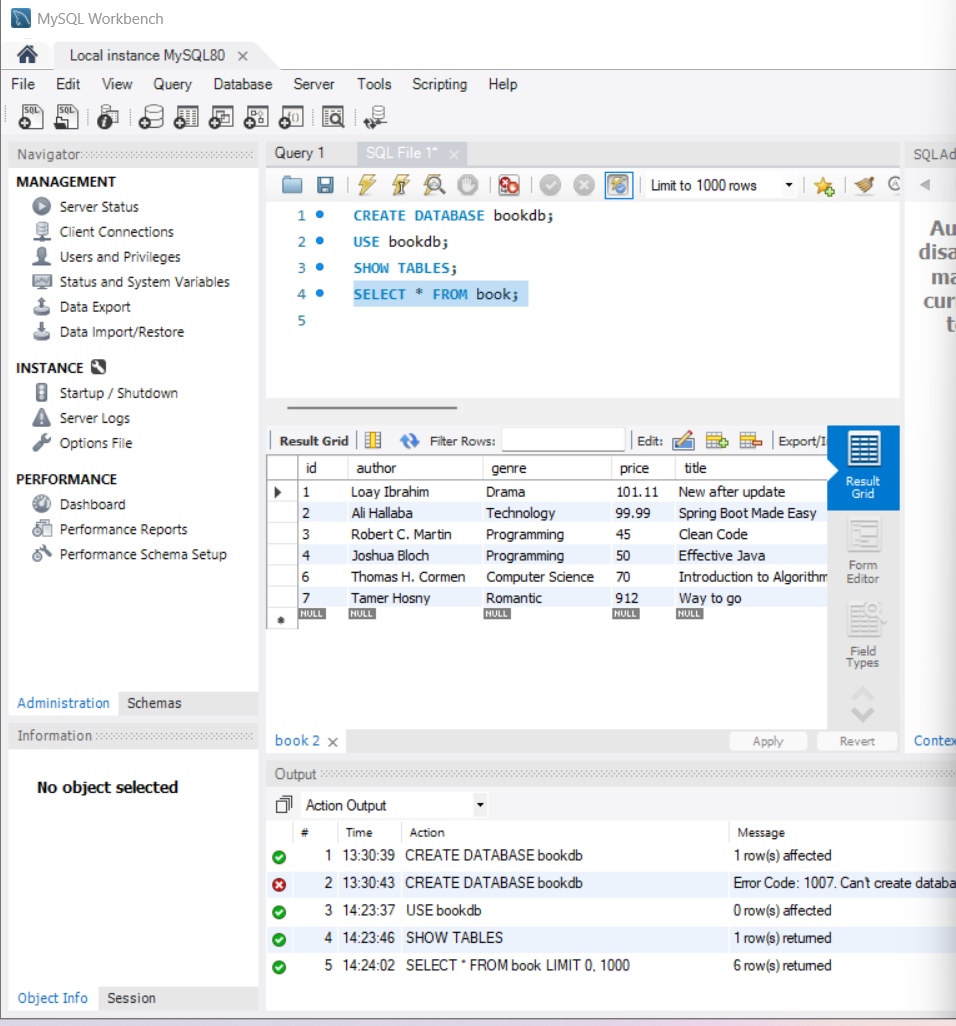 MySQL Workbench
Local instance MySQL80
File Edit View Query Database Server Tools Scripting Help
Navigator
MANAGEMENT
Server Status
Client Connections
Users and Privileges
Status and System Variables
Data Export
Data Import/Restore
INSTANCE
Startup / Shutdown
Server Logs
Options File
PERFORMANCE
Dashboard
Performance Reports
Performance Schema Setup
Administration Schemas
Information
No object selected
Object Info Session
Query 1 SQL File 1*
Limit to 1000 rows
1 CREATE DATABASE bookdb;
2 USE bookdb;
3 SHOW TABLES;
4 SELECT * FROM book;
5
Result Grid Filter Rows: Edit: Export/I
id author genre price title
1 Loay Ibrahim Drama 101.11 New after update
2 Ali Hallaba Technology 99.99 Spring Boot Made Easy
3 Robert C. Martin Programming 45 Clean Code
4 Joshua Bloch Programming 50 Effective Java
6 Thomas H. Cormen Computer Science 70 Introduction to Algorithm
7 Tamer Hosny Romantic 912 Way to go
NULL NULL NULL NULL NULL
Result
Grid
Form
Editor
Field
Types
book 2
Apply Revert
SQLAd
Au
disa
ma
cur
t
Contex
Output
Action Output
# Time Action Message
1 13:30:39 CREATE DATABASE bookdb 1 row(s) affected
2 13:30:43 CREATE DATABASE bookdb Error Code: 1007. Can't create databa
3 14:23:37 USE bookdb 0 row(s) affected
4 14:23:46 SHOW TABLES 1 row(s) returned
5 14:24:02 SELECT * FROM book LIMIT 0, 1000 6 row(s) returned